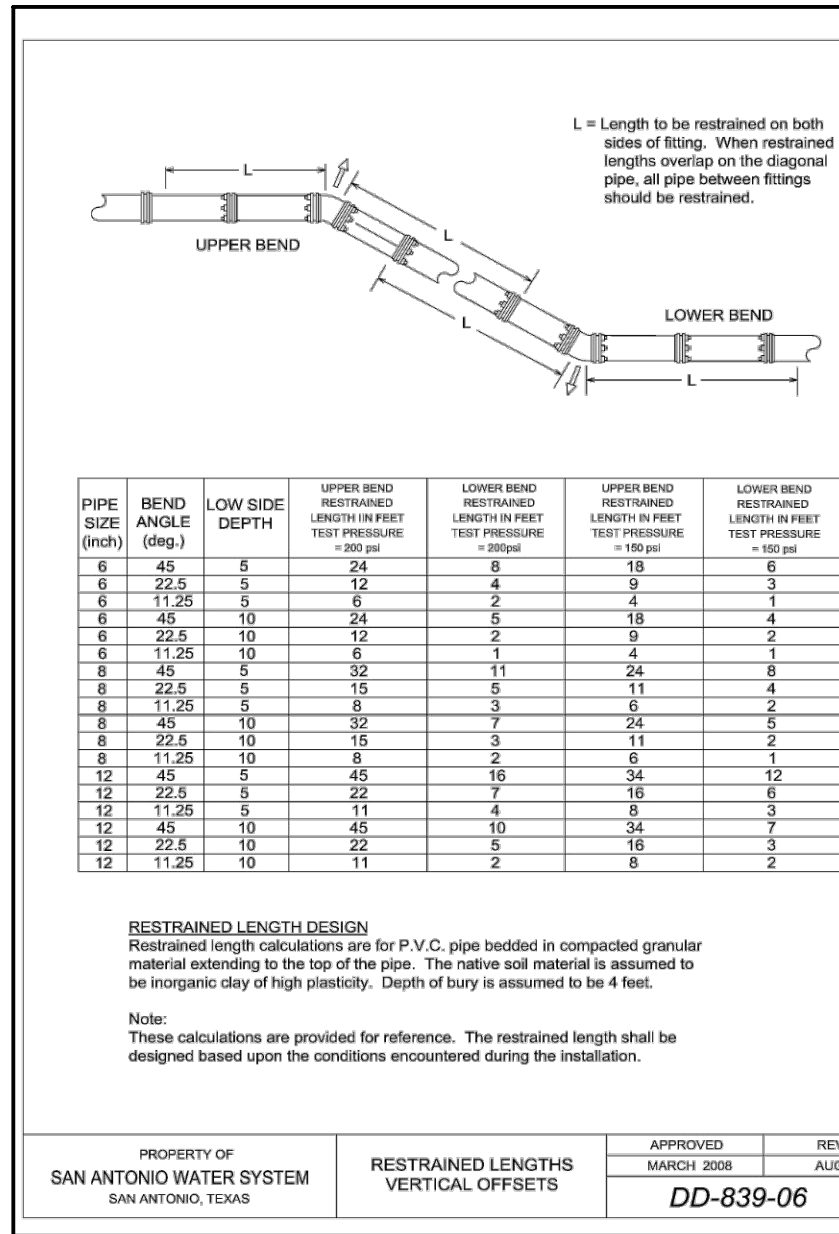 L = Length to be restrained on both
sides of fitting. When restrained
lengths overlap on the diagonal
pipe, all pipe between fittings
should be restrained.
L
UPPER BEND
L
L
LOWER BEND
L
PIPE SIZE (inch) BEND ANGLE (deg.) LOW SIDE DEPTH UPPER BEND RESTRAINED LENGTH IIN FEET TEST PRESSURE = 200 psi LOWER BEND RESTRAINED LENGTH IN FEET TEST PRESSURE = 200psi UPPER BEND RESTRAINED LENGTH IN FEET TEST PRESSURE = 150 psi LOWER BEND RESTRAINED LENGTH IN FEET TEST PRESSURE = 150 psi
6 45 5 24 8 18 6
6 22.5 5 12 4 9 3
6 11.25 5 6 2 4 1
6 45 10 24 5 18 4
6 22.5 10 12 2 9 2
6 11.25 10 6 1 4 1
8 45 5 32 11 24 8
8 22.5 5 15 5 11 4
8 11.25 5 8 3 6 2
8 45 10 32 7 24 5
8 22.5 10 15 3 11 2
8 11.25 10 8 2 6 1
12 45 5 45 16 34 12
12 22.5 5 22 7 16 6
12 11.25 5 11 4 8 3
12 45 10 45 10 34 7
12 22.5 10 22 5 16 3
12 11.25 10 11 2 8 2
RESTRAINED LENGTH DESIGN
Restrained length calculations are for P.V.C. pipe bedded in compacted granular
material extending to the top of the pipe. The native soil material is assumed to
be inorganic clay of high plasticity. Depth of bury is assumed to be 4 feet.
Note:
These calculations are provided for reference. The restrained length shall be
designed based upon the conditions encountered during the installation.
PROPERTY OF
SAN ANTONIO WATER SYSTEM
SAN ANTONIO, TEXAS
RESTRAINED LENGTHS
VERTICAL OFFSETS
APPROVED
MARCH 2008
DD-839-06